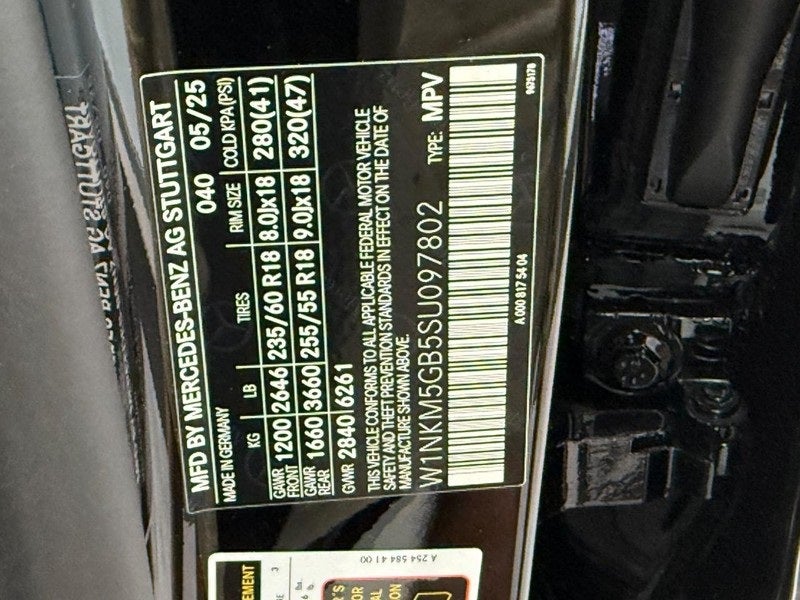 MFD BY MERCEDES-BENZ AG STUTTGART
MADE IN GERMANY 040 05/25
KG LB TIRES RIM SIZE COLD KPA(PSI)
GAWR FRONT 1200 2646 235/60 R18 8.0Jx18 280(41)
GAWR REAR 1660 3660 255/55 R18 9.0Jx18 320(47)
GVWR 2840 6261
THIS VEHICLE CONFORMS TO ALL APPLICABLE FEDERAL MOTOR VEHICLE
SAFETY AND THEFT PREVENTION STANDARDS IN EFFECT ON THE DATE OF
MANUFACTURE SHOWN ABOVE.
W1NKM5GB5SU097802 TYPE: MPV
A 000 817 54 04
A 254 584 41 00
3